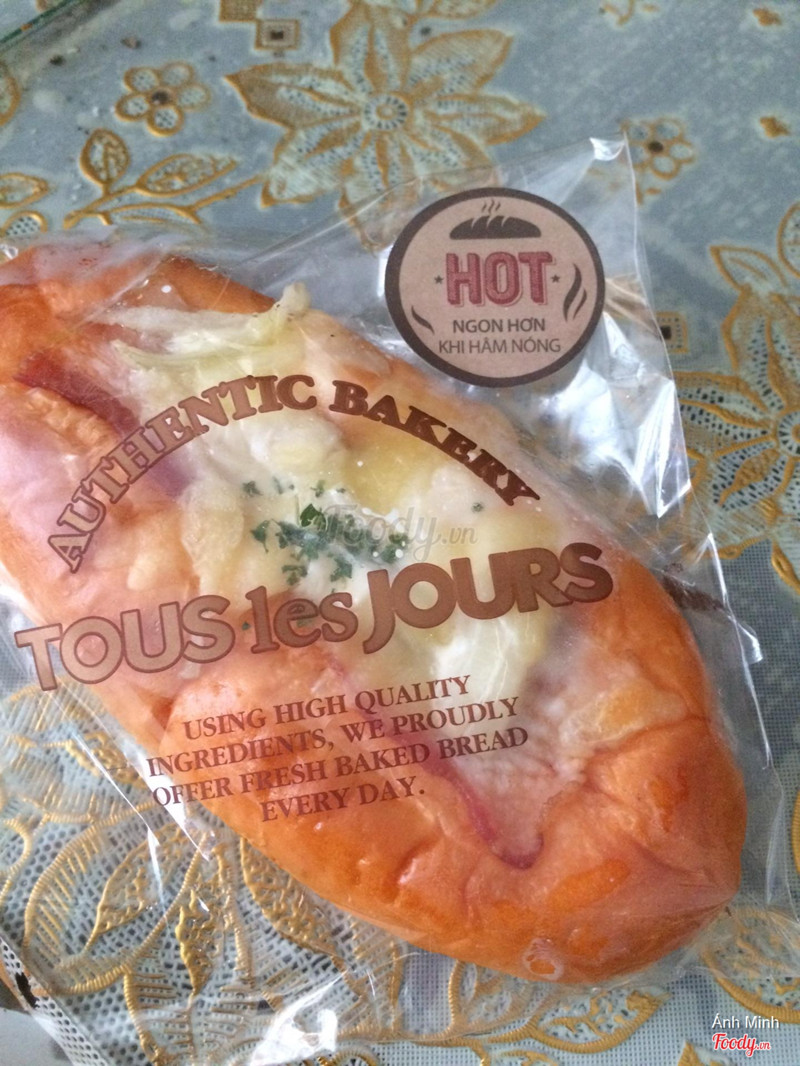 HOT
NGON HƠN
KHI HÂM NÓNG
AUTHENTIC BAKERY
TOUS les JOURS
USING HIGH QUALITY
INGREDIENTS, WE PROUDLY
OFFER FRESH BAKED BREAD
EVERY DAY.
Foody.vn
Ánh Minh
Foody.vn